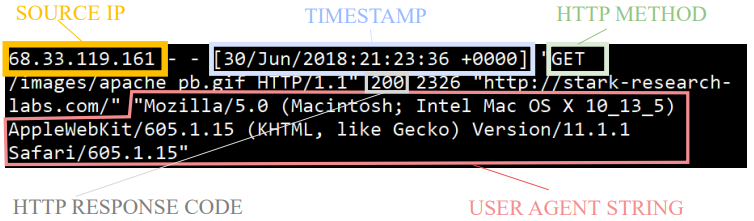 SOURCE IP
TIMESTAMP
HTTP METHOD
68.33.119.161 - - [30/Jun/2018:21:23:36 +0000] "GET
/images/apache_pb.gif HTTP/1.1" 200 2326 "http://stark-research-
labs.com/" "Mozilla/5.0 (Macintosh; Intel Mac OS X 10_13_5)
AppleWebKit/605.1.15 (KHTML, like Gecko) Version/11.1.1
Safari/605.1.15"
HTTP RESPONSE CODE
USER AGENT STRING